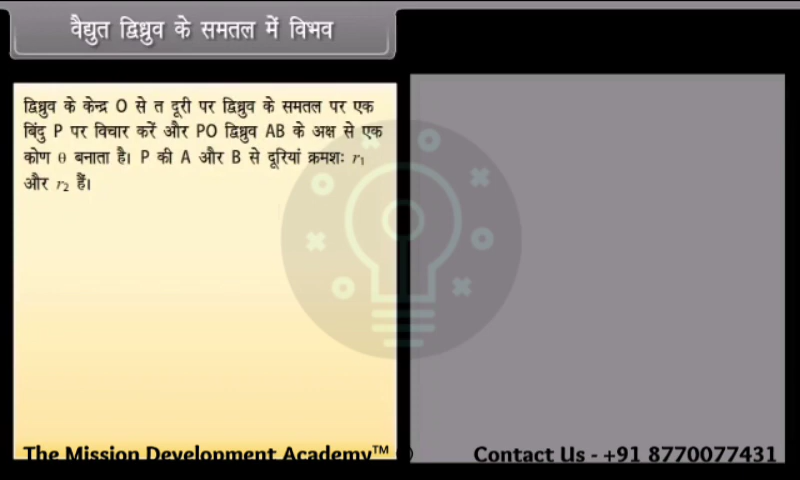 वैद्युत द्विध्रुव के समतल में विभव
द्विध्रुव के केन्द्र O से त दूरी पर द्विध्रुव के समतल पर एक
बिंदु P पर विचार करें और PO द्विध्रुव AB के अक्ष से एक
कोण θ बनाता है। P की A और B से दूरियां क्रमशः r₁
और r₂ हैं।
The Mission Development Academy™ ©
Contact Us - +91 8770077431